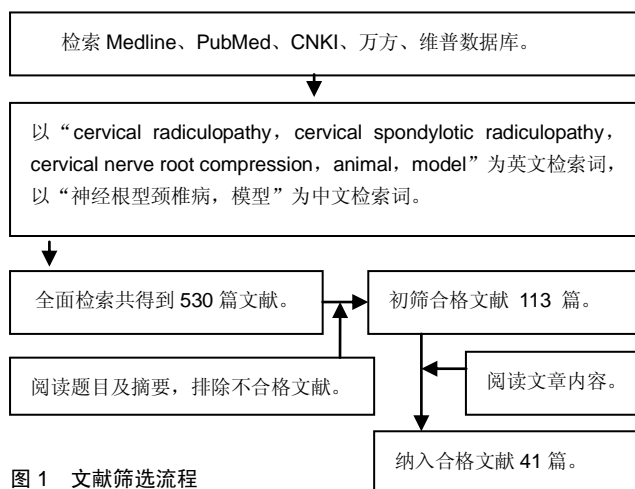 检索 Medline、PubMed、CNKI、万方、维普数据库。
以“cervical radiculopathy，cervical spondylotic radiculopathy，
cervical nerve root compression，animal，model”为英文检索词，
以“神经根型颈椎病，模型”为中文检索词。
全面检索共得到 530 篇文献。
初筛合格文献 113 篇。
阅读题目及摘要，排除不合格文献。
阅读文章内容。
纳入合格文献 41 篇。
图 1 文献筛选流程